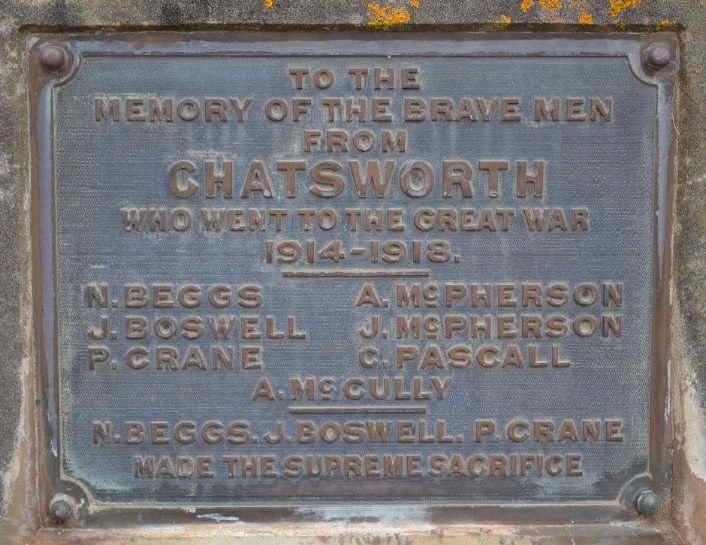 TO THE
MEMORY OF THE BRAVE MEN
FROM
CHATSWORTH
WHO WENT TO THE GREAT WAR
1914-1918.
N. BEGGS A. McPHERSON
J. BOSWELL J. McPHERSON
P. CRANE C. PASCALL
A. McCULLY
N. BEGGS. J. BOSWELL. P. CRANE
MADE THE SUPREME SACRIFICE